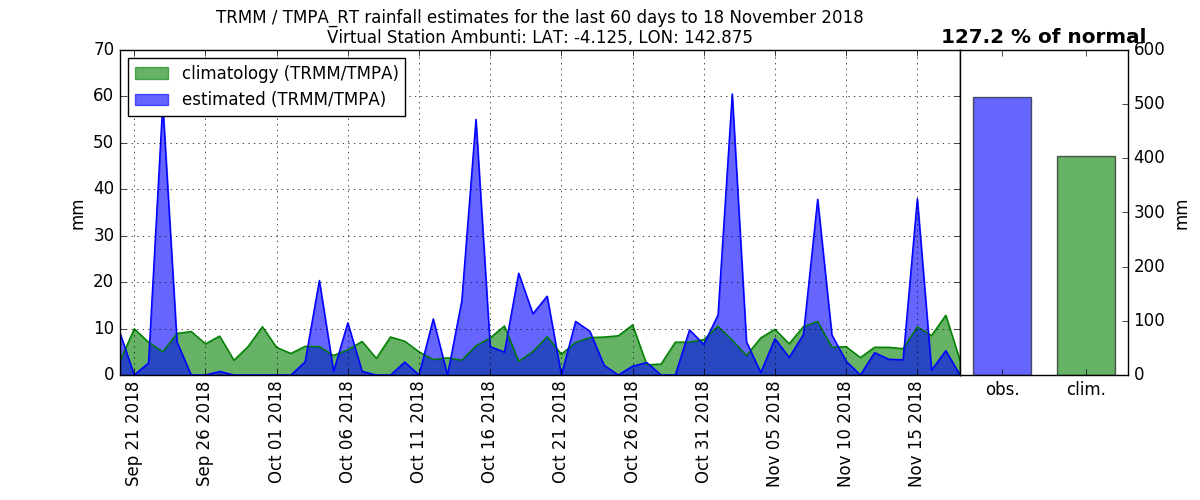 TRMM / TMPA_RT rainfall estimates for the last 60 days to 18 November 2018
Virtual Station Ambunti: LAT: -4.125, LON: 142.875
127.2 % of normal
climatology (TRMM/TMPA)
estimated (TRMM/TMPA)
70
60
50
40
30
20
10
0
mm
600
500
400
300
200
100
0
mm
Sep 21 2018
Sep 26 2018
Oct 01 2018
Oct 06 2018
Oct 11 2018
Oct 16 2018
Oct 21 2018
Oct 26 2018
Oct 31 2018
Nov 05 2018
Nov 10 2018
Nov 15 2018
obs.
clim.